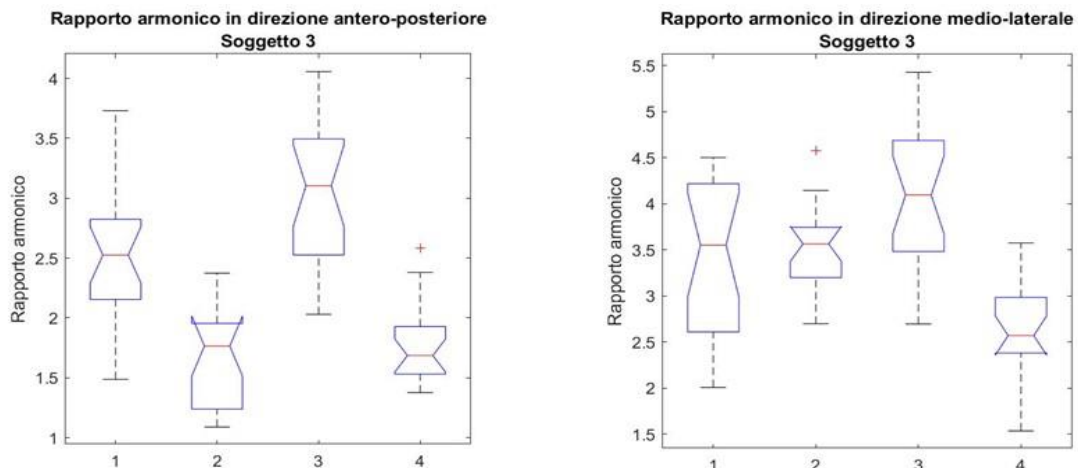 Rapporto armonico in direzione antero-posteriore
Soggetto 3
Rapporto armonico
4
3.5
3
2.5
2
1.5
1
1 2 3 4
Rapporto armonico in direzione medio-laterale
Soggetto 3
Rapporto armonico
5.5
5
4.5
4
3.5
3
2.5
2
1.5
1 2 3 4